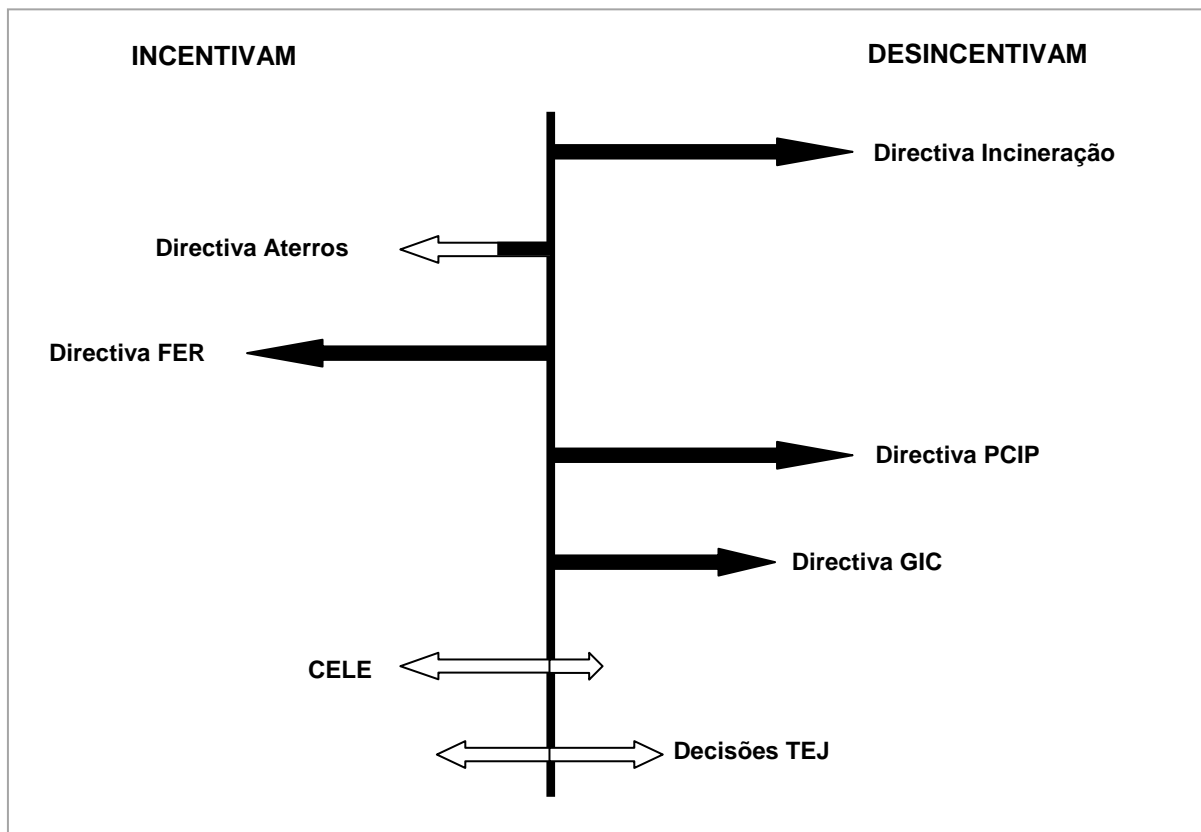 INCENTIVAM
DESINCENTIVAM
Directiva Incineração
Directiva Aterros
Directiva FER
Directiva PCIP
Directiva GIC
CELE
Decisões TEJ